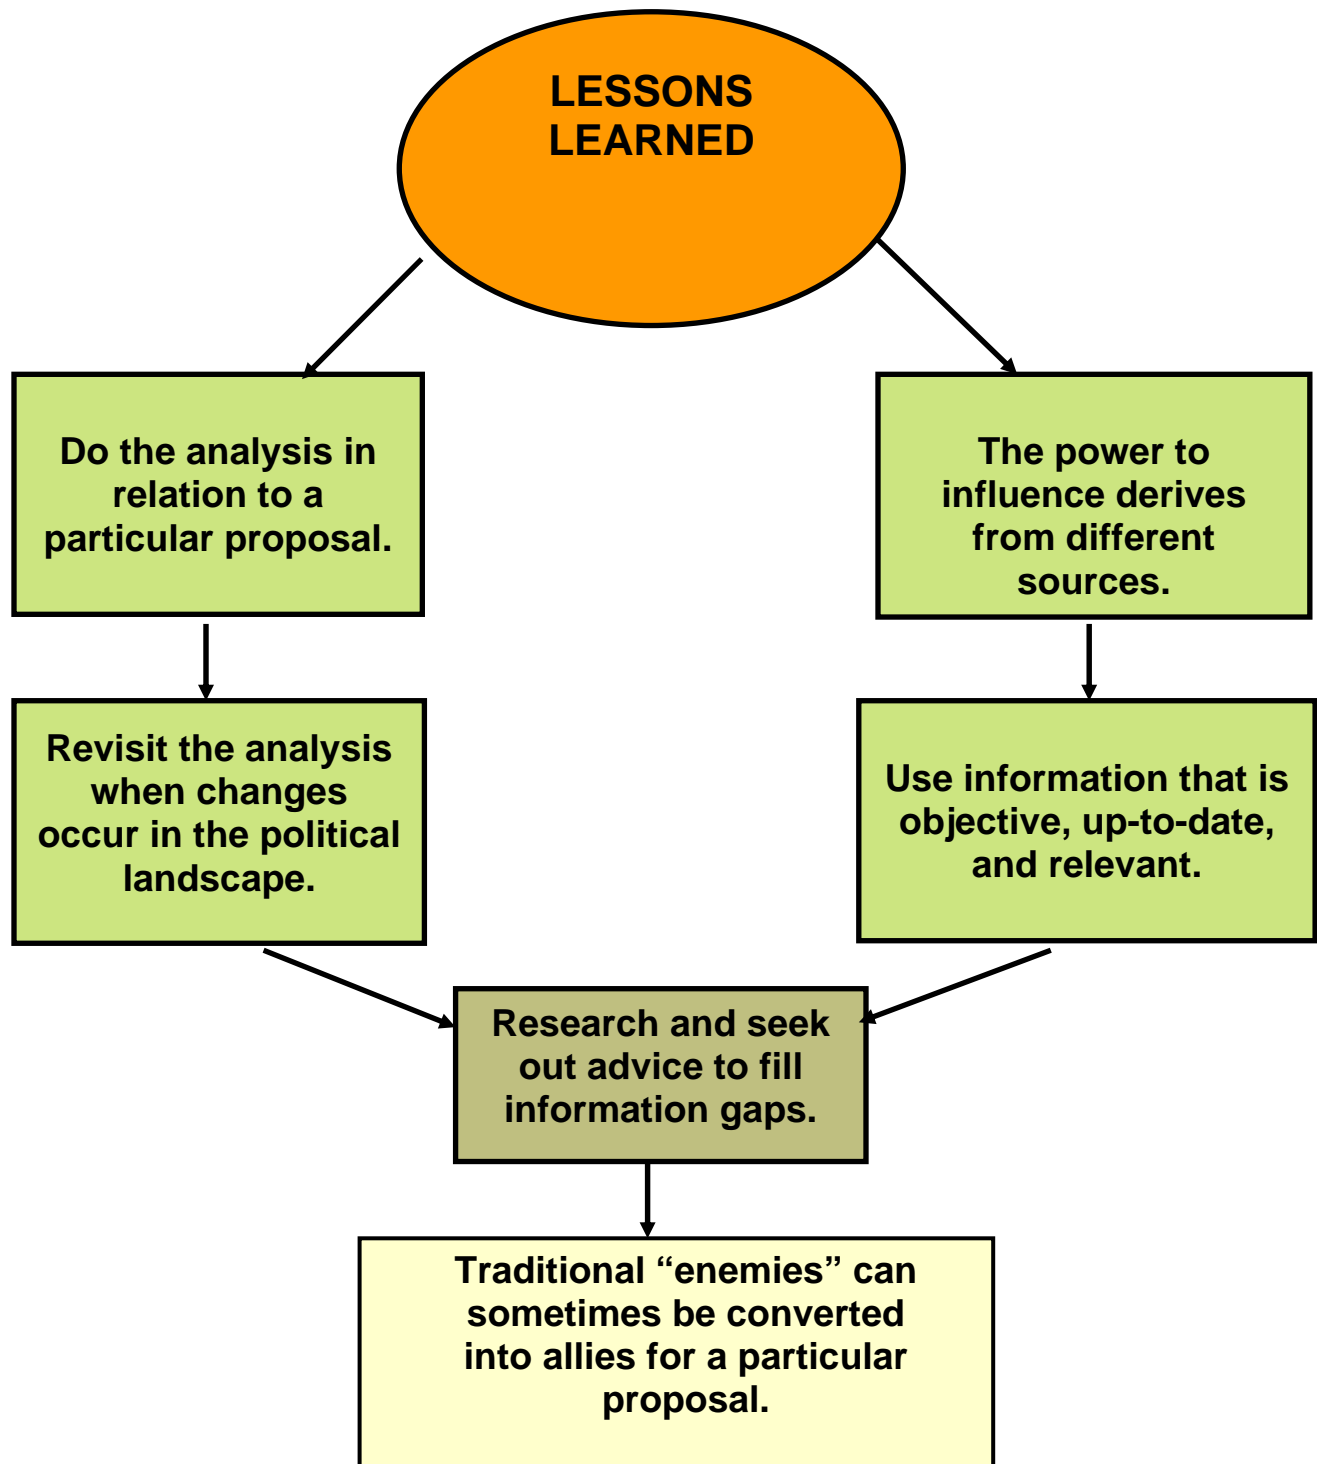 LESSONS
LEARNED
Do the analysis in
relation to a
particular proposal.
The power to
influence derives
from different
sources.
Revisit the analysis
when changes
occur in the political
landscape.
Use information that is
objective, up-to-date,
and relevant.
Research and seek
out advice to fill
information gaps.
Traditional “enemies” can
sometimes be converted
into allies for a particular
proposal.